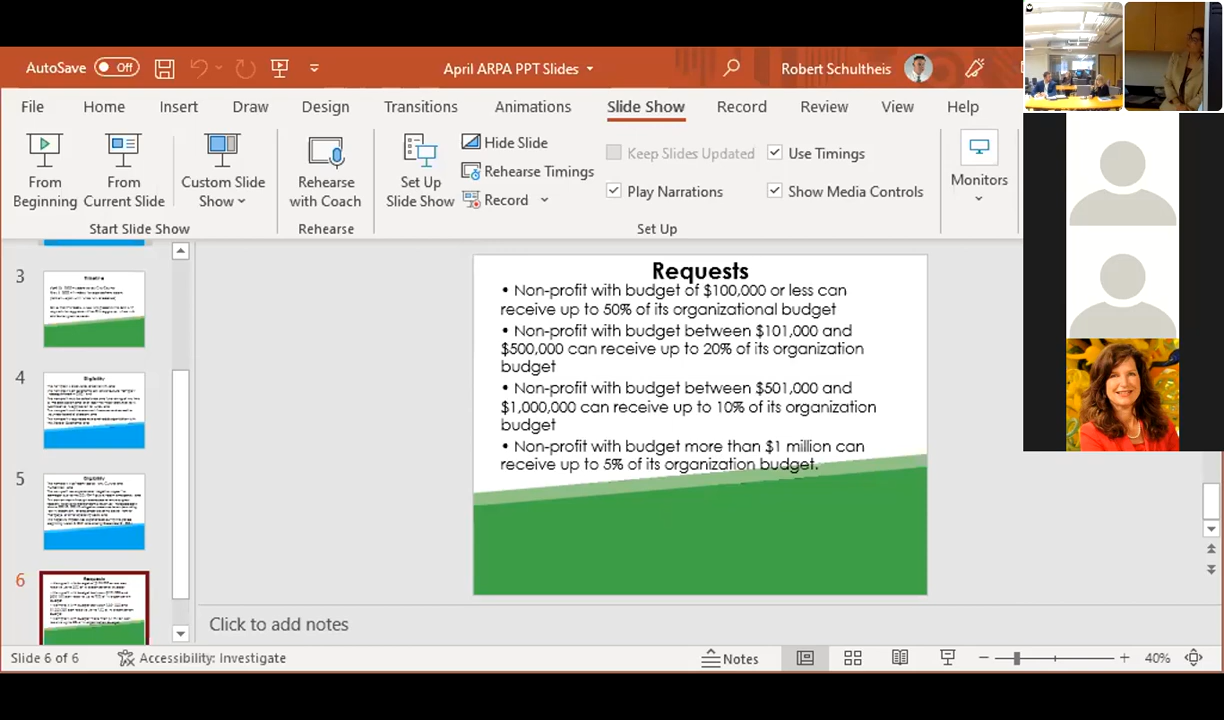 AutoSave Off April ARPA PPT Slides Robert Schultheis
File Home Insert Draw Design Transitions Animations Slide Show Record Review View Help
From Beginning
From Current Slide
Custom Slide Show
Start Slide Show
Rehearse with Coach
Rehearse
Set Up Slide Show
Hide Slide
Rehearse Timings
Record
Keep Slides Updated
Play Narrations
Use Timings
Show Media Controls
Set Up
Monitors
3
4
Eligibility
5
Eligibility
6
Requests
Requests
• Non-profit with budget of $100,000 or less can
receive up to 50% of its organizational budget
• Non-profit with budget between $101,000 and
$500,000 can receive up to 20% of its organization
budget
• Non-profit with budget between $501,000 and
$1,000,000 can receive up to 10% of its organization
budget
• Non-profit with budget more than $1 million can
receive up to 5% of its organization budget.
Click to add notes
Slide 6 of 6 Accessibility: Investigate Notes 40%